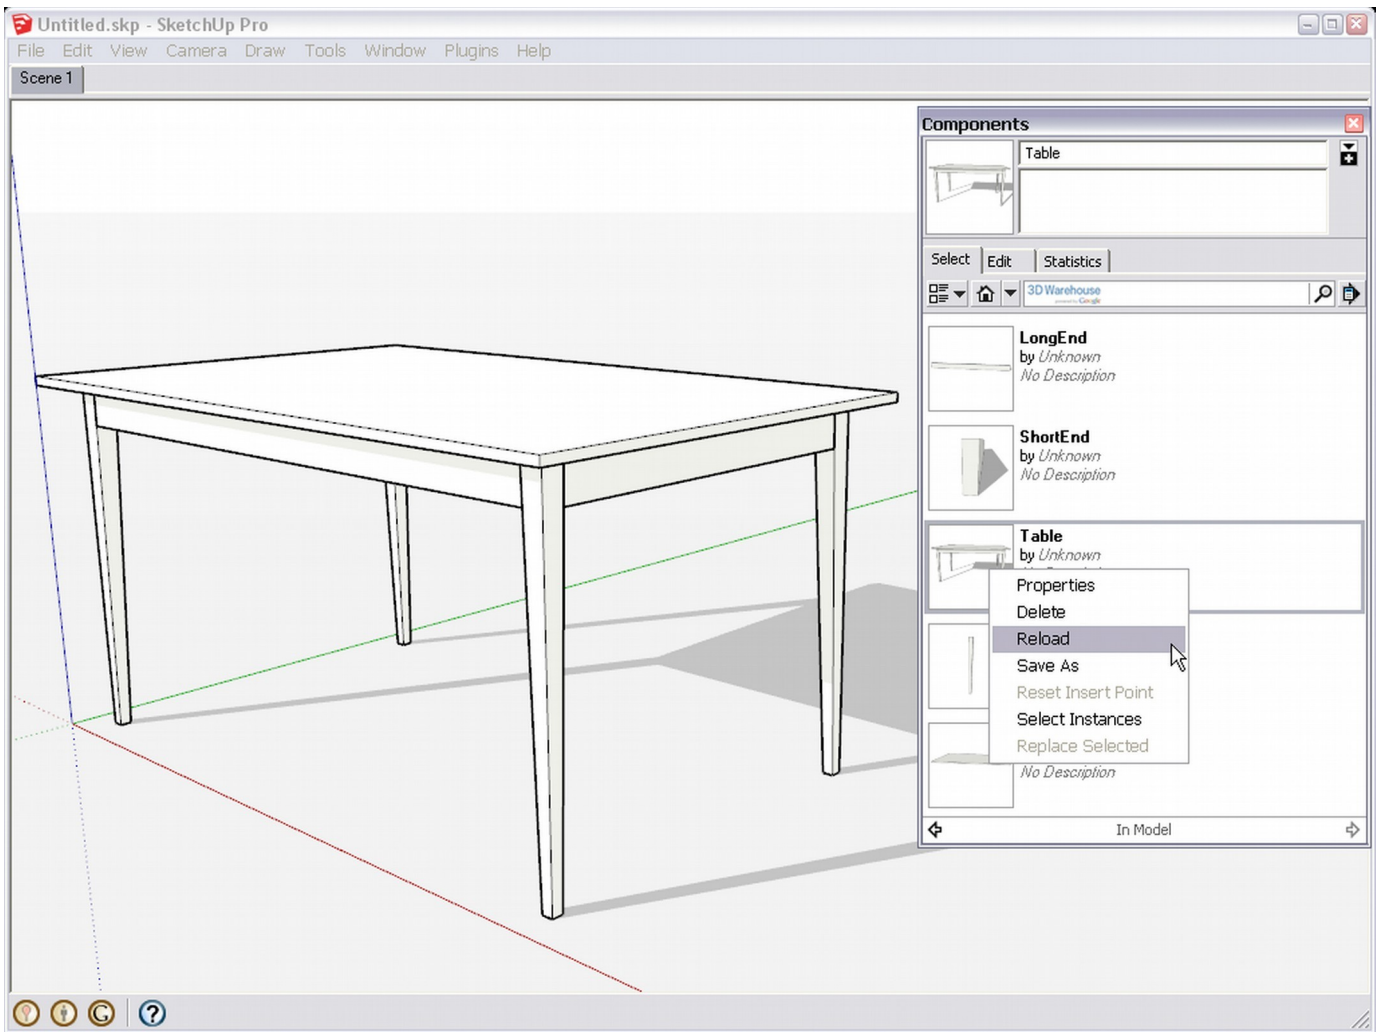 Untitled.skp - SketchUp Pro
File Edit View Camera Draw Tools Window Plugins Help
Scene 1
Components
Table
Select Edit Statistics
3D Warehouse
LongEnd
by Unknown
No Description
ShortEnd
by Unknown
No Description
Table
by Unknown
Properties
Delete
Reload
Save As
Reset Insert Point
Select Instances
Replace Selected
No Description
In Model